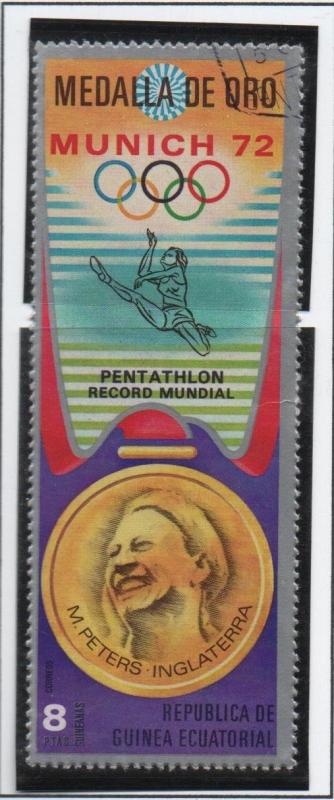 MEDALLA DE ORO
MUNICH 72
PENTATHLON
RECORD MUNDIAL
M. PETERS · INGLATERRA
CORREOS
8
PTAS GUINEANAS
REPUBLICA DE
GUINEA ECUATORIAL